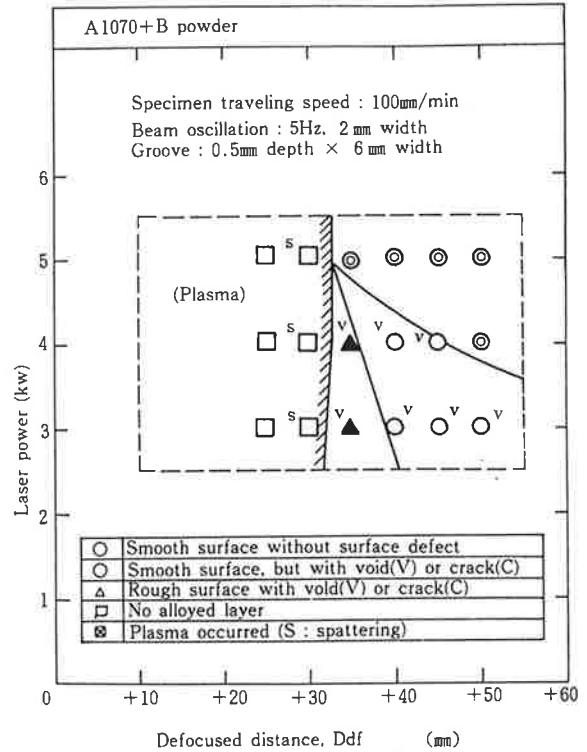 A1070+B powder
Specimen traveling speed : 100mm/min
Beam oscillation : 5Hz, 2mm width
Groove : 0.5mm depth × 6mm width
6
5
4
3
2
1
0
Laser power (kw)
(Plasma)
s
s
v
v
v
s
v
v
v
v
○ Smooth surface without surface defect
○ Smooth surface, but with void(V) or crack(C)
▲ Rough surface with vold(V) or crack(C)
□ No alloyed layer
⊠ Plasma occurred (S : spattering)
+10
+20
+30
+40
+50
+60
Defocused distance, Ddf (mm)